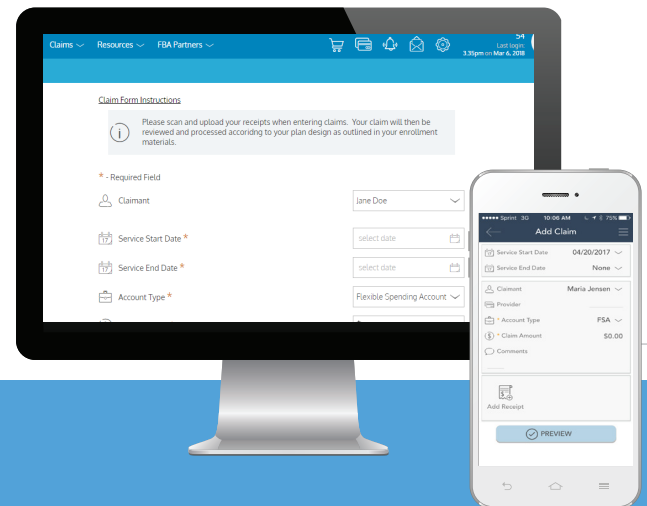 Claims Resources FBA Partners
54
Last login:
3.35pm on Mar 6, 2018
Claim Form Instructions
Please scan and upload your receipts when entering claims. Your claim will then be
reviewed and processed accoridng to your plan design as outlined in your enrollment
materials.
* - Required Field
Claimant Jane Doe
17 Service Start Date * select date
17 Service End Date * select date
Account Type * Flexible Spending Account
Sprint 3G 10:06 AM 75%
Add Claim
17 Service Start Date 04/20/2017
17 Service End Date None
Claimant Maria Jensen
Provider
* Account Type FSA
$ * Claim Amount $0.00
Comments
$
Add Receipt
PREVIEW